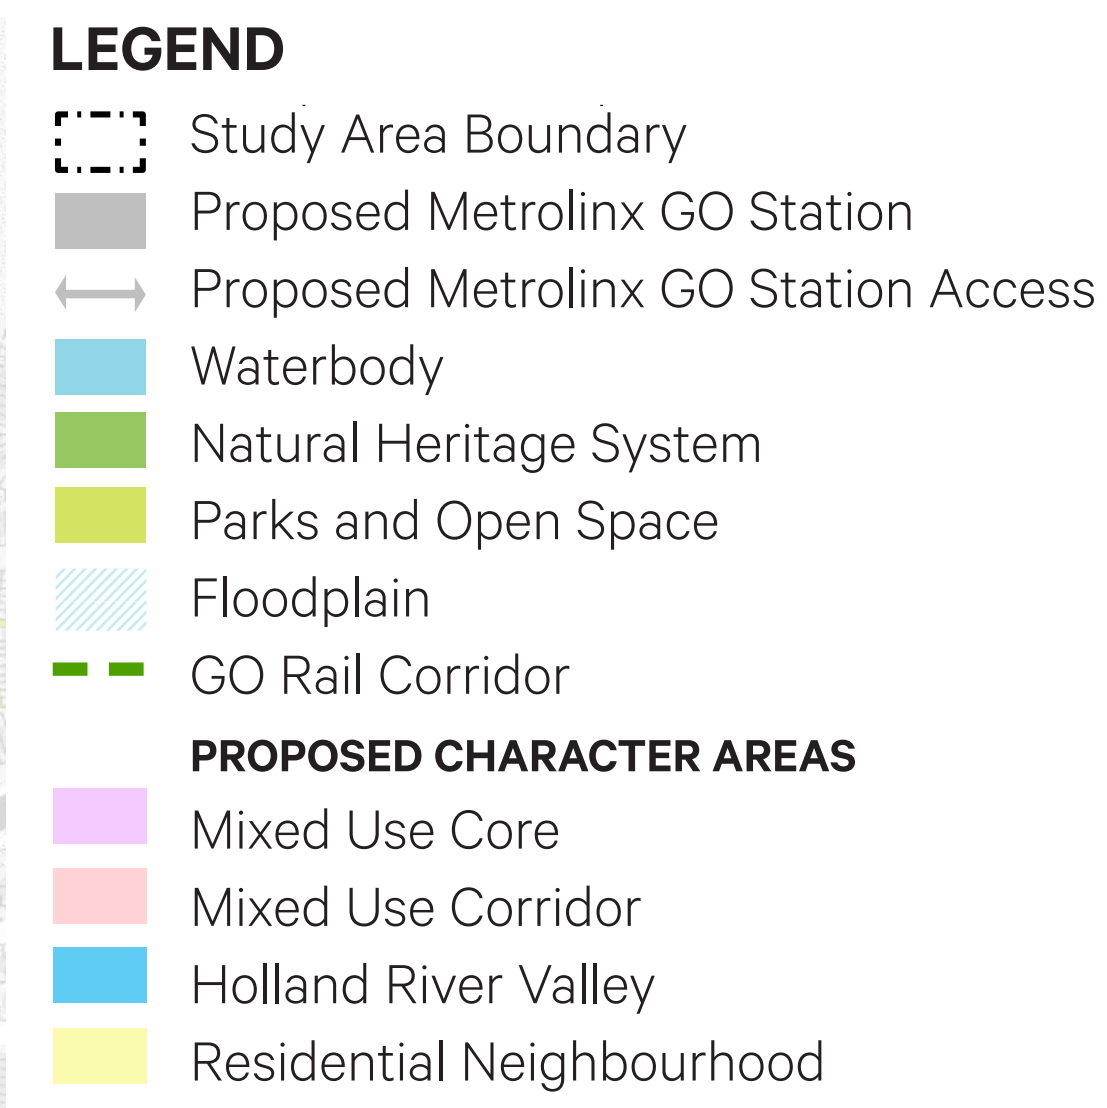 LEGEND
Study Area Boundary
Proposed Metrolinx GO Station
Proposed Metrolinx GO Station Access
Waterbody
Natural Heritage System
Parks and Open Space
Floodplain
GO Rail Corridor
PROPOSED CHARACTER AREAS
Mixed Use Core
Mixed Use Corridor
Holland River Valley
Residential Neighbourhood